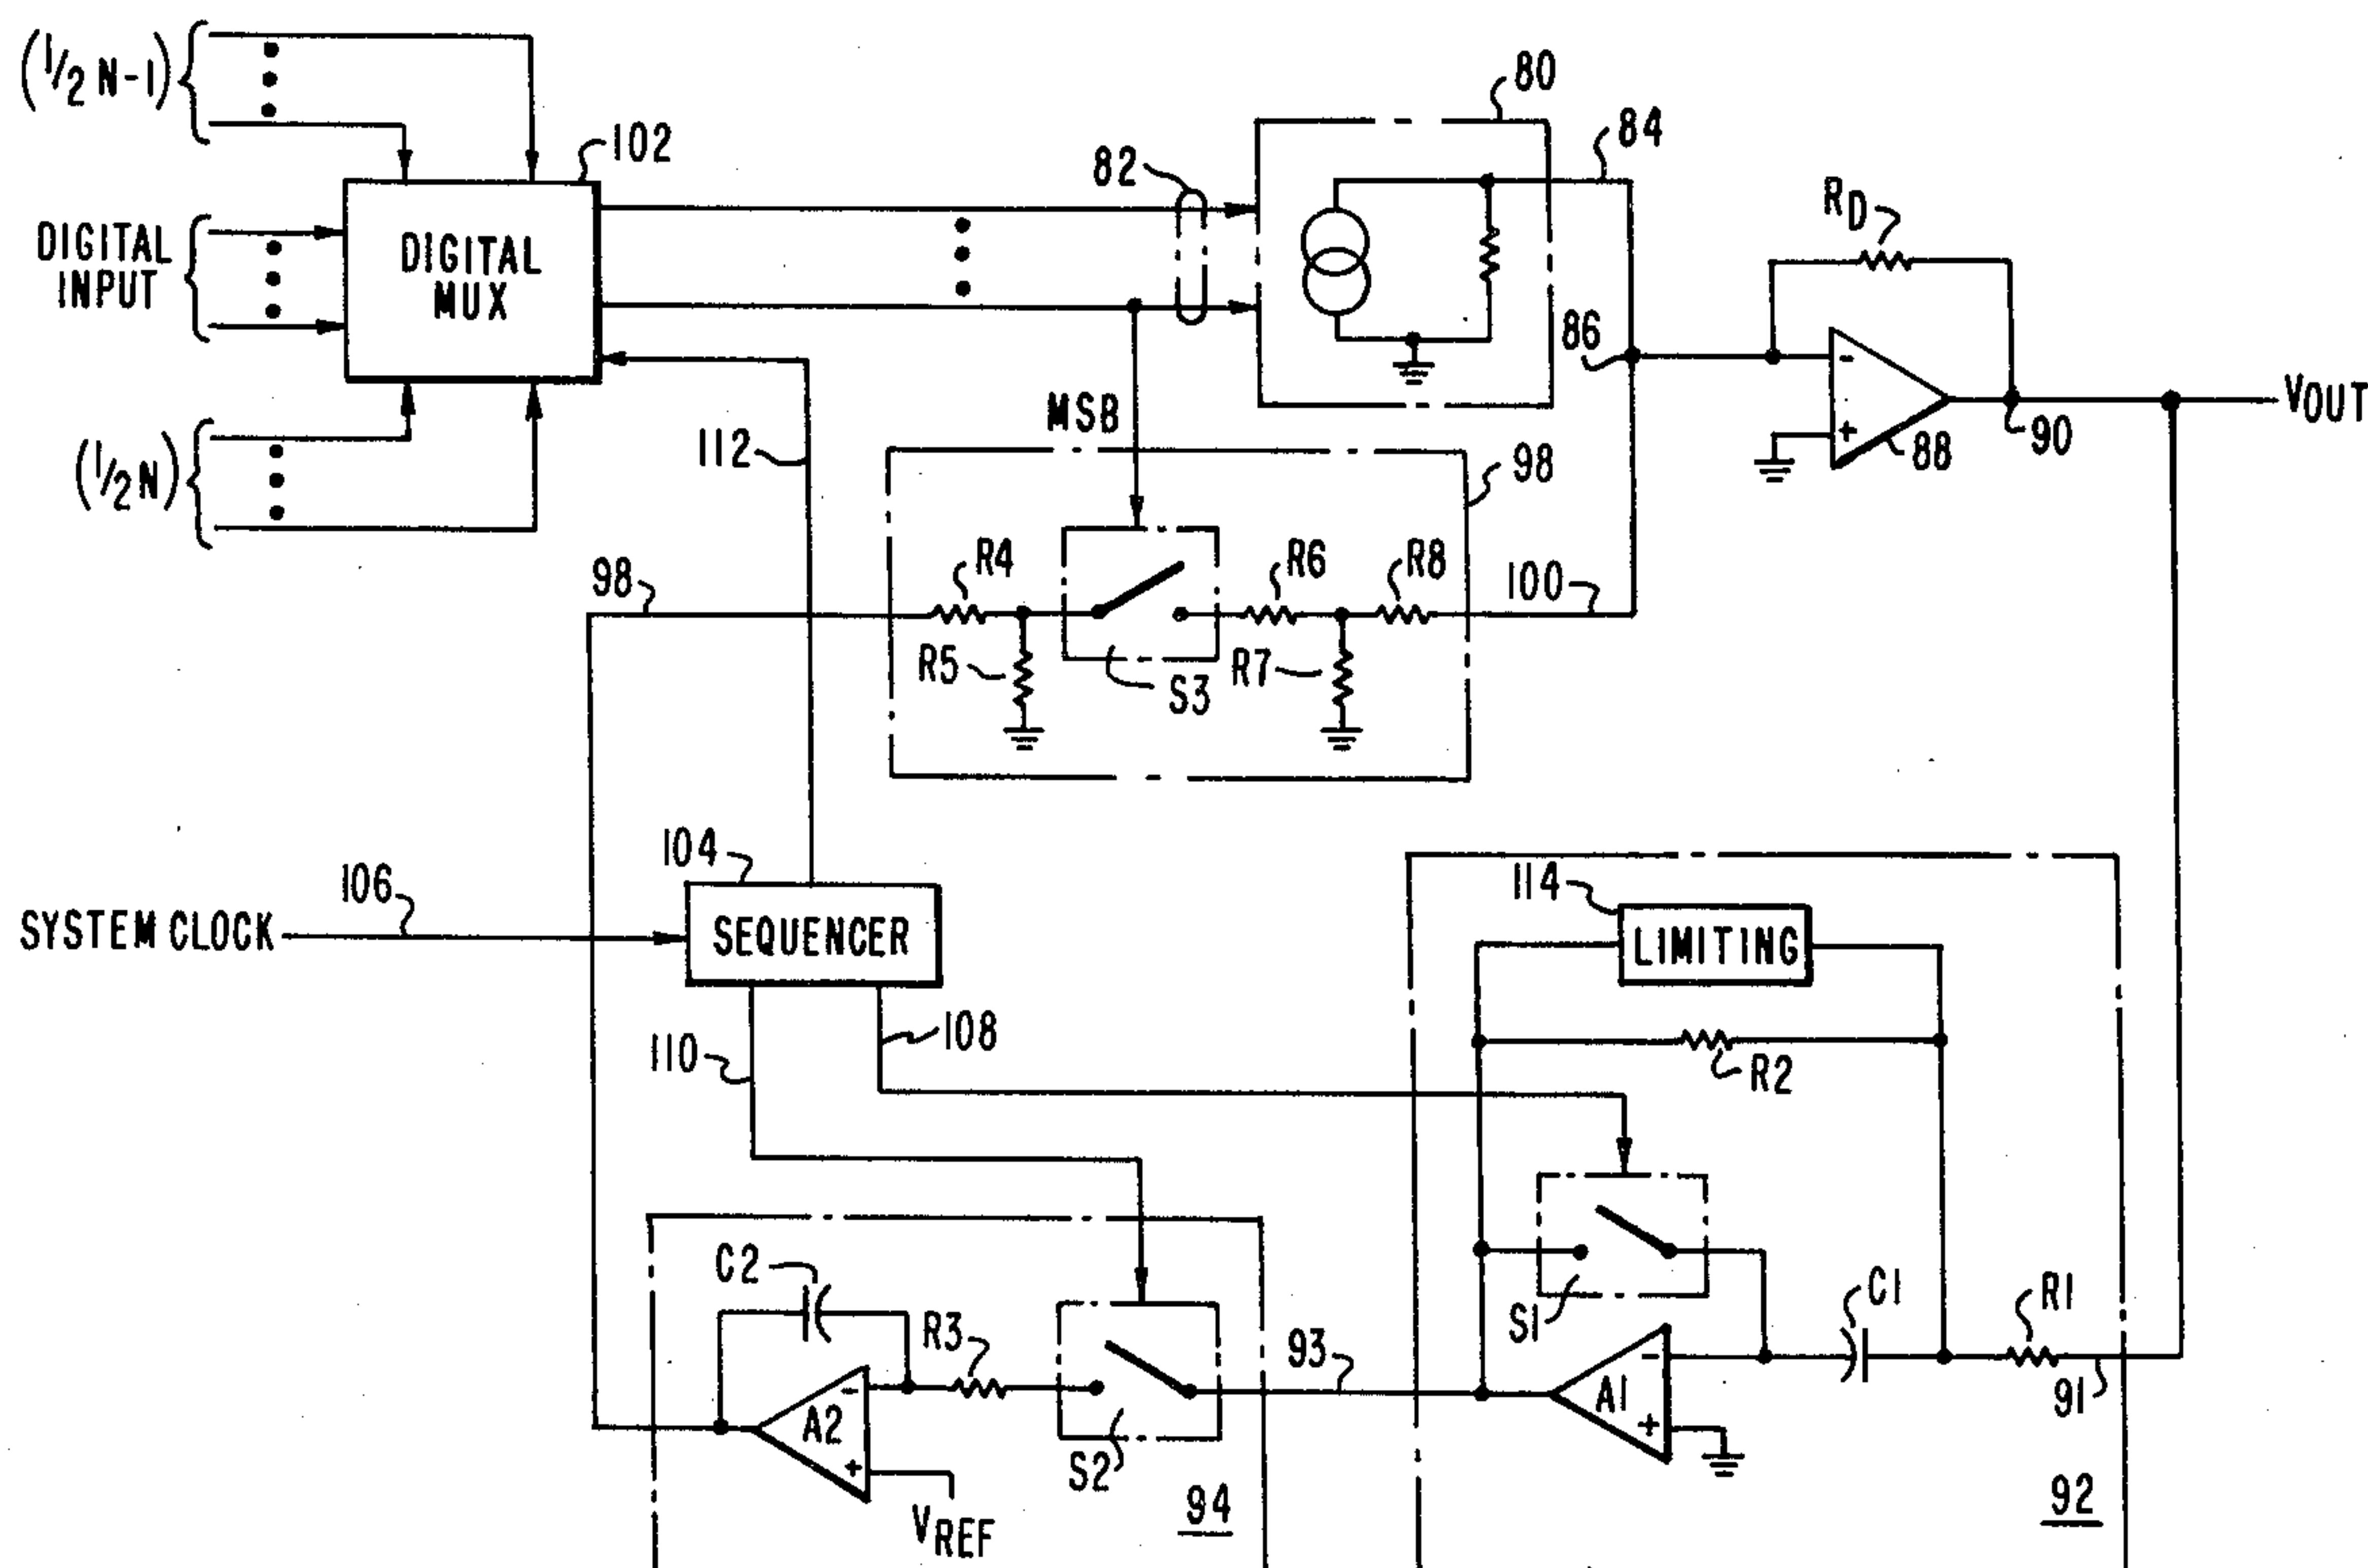 (1/2 N-1)
102
80
84
82
RD
DIGITAL
INPUT
DIGITAL
MUX
86
-
+
88
90
VOUT
MSB
112
98
(1/2 N)
98
R4
R6
R8
100
R5
S3
R7
104
106
SYSTEM CLOCK
SEQUENCER
114
LIMITING
110
108
R2
C2
R3
S1
C1
R1
93
A2
-
+
A1
-
+
91
S2
VREF
94
92